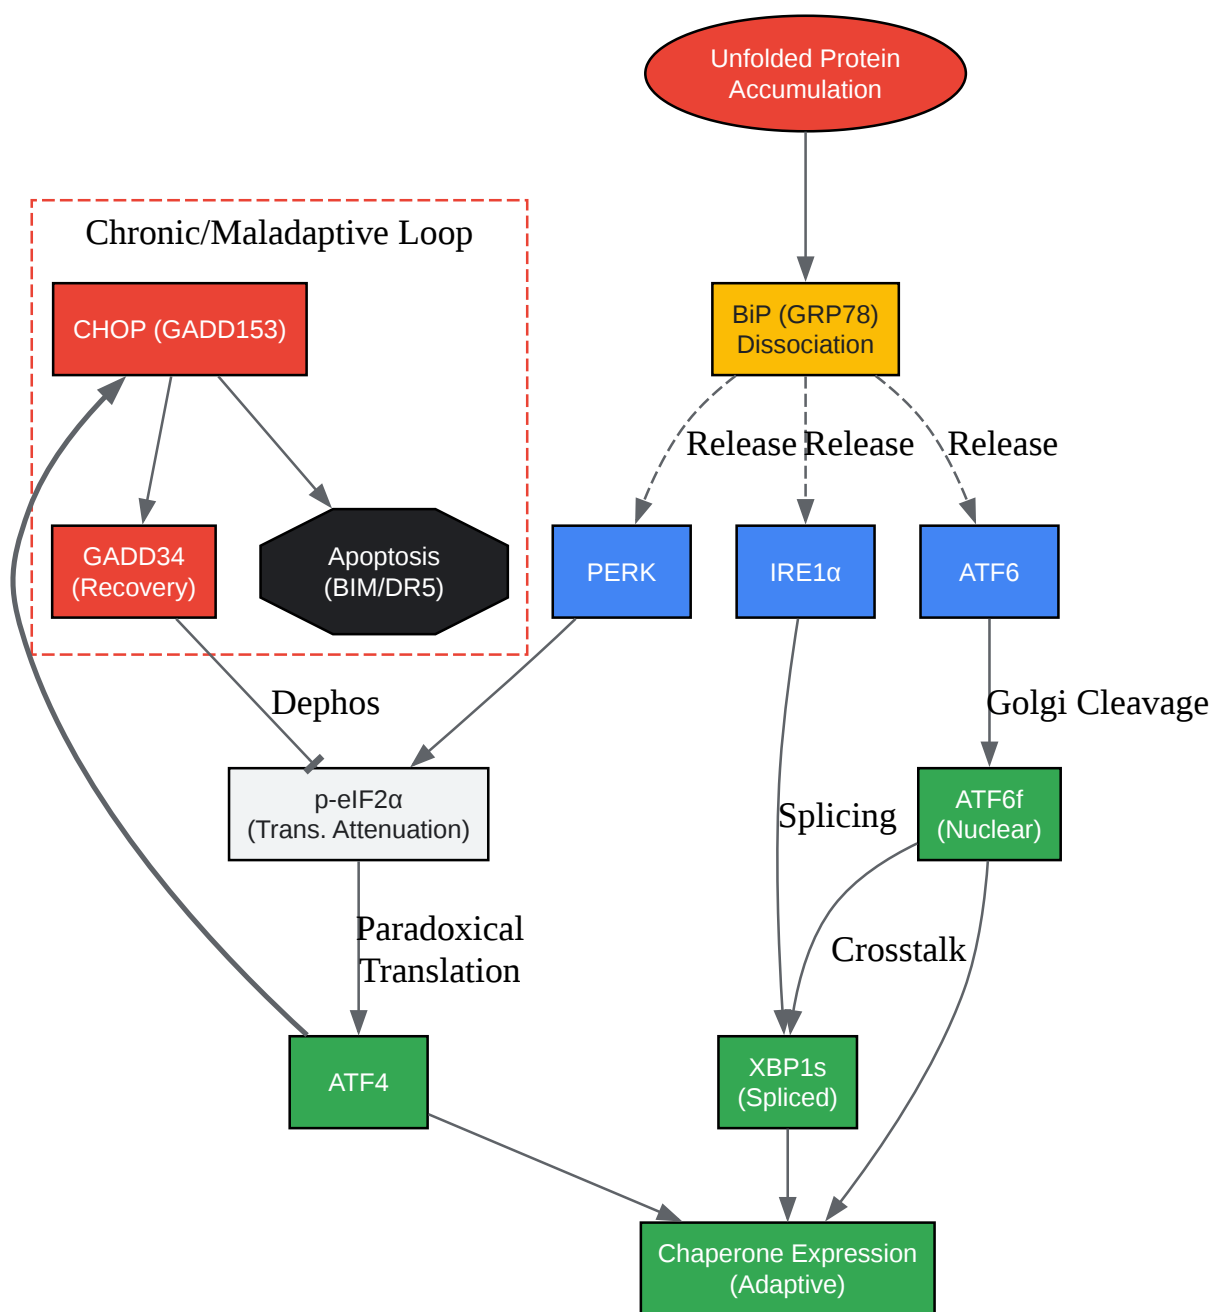 Unfolded Protein
Accumulation
Chronic/Maladaptive Loop
CHOP (GADD153)
BiP (GRP78)
Dissociation
Release
Release
Release
GADD34
(Recovery)
Apoptosis
(BIM/DR5)
PERK
IRE1α
ATF6
Dephos
Golgi Cleavage
p-eIF2α
(Trans. Attenuation)
Splicing
ATF6f
(Nuclear)
Paradoxical
Translation
Crosstalk
ATF4
XBP1s
(Spliced)
Chaperone Expression
(Adaptive)